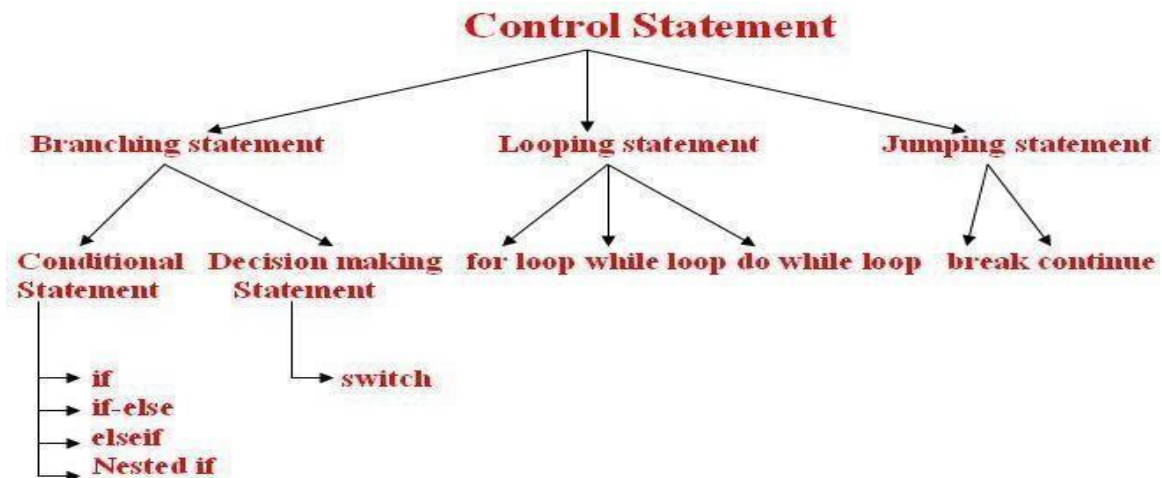 Control Statement
Branching statement
Looping statement
Jumping statement
Conditional
Statement
Decision making
Statement
for loop while loop do while loop
break continue
if
if-else
elseif
Nested if
switch